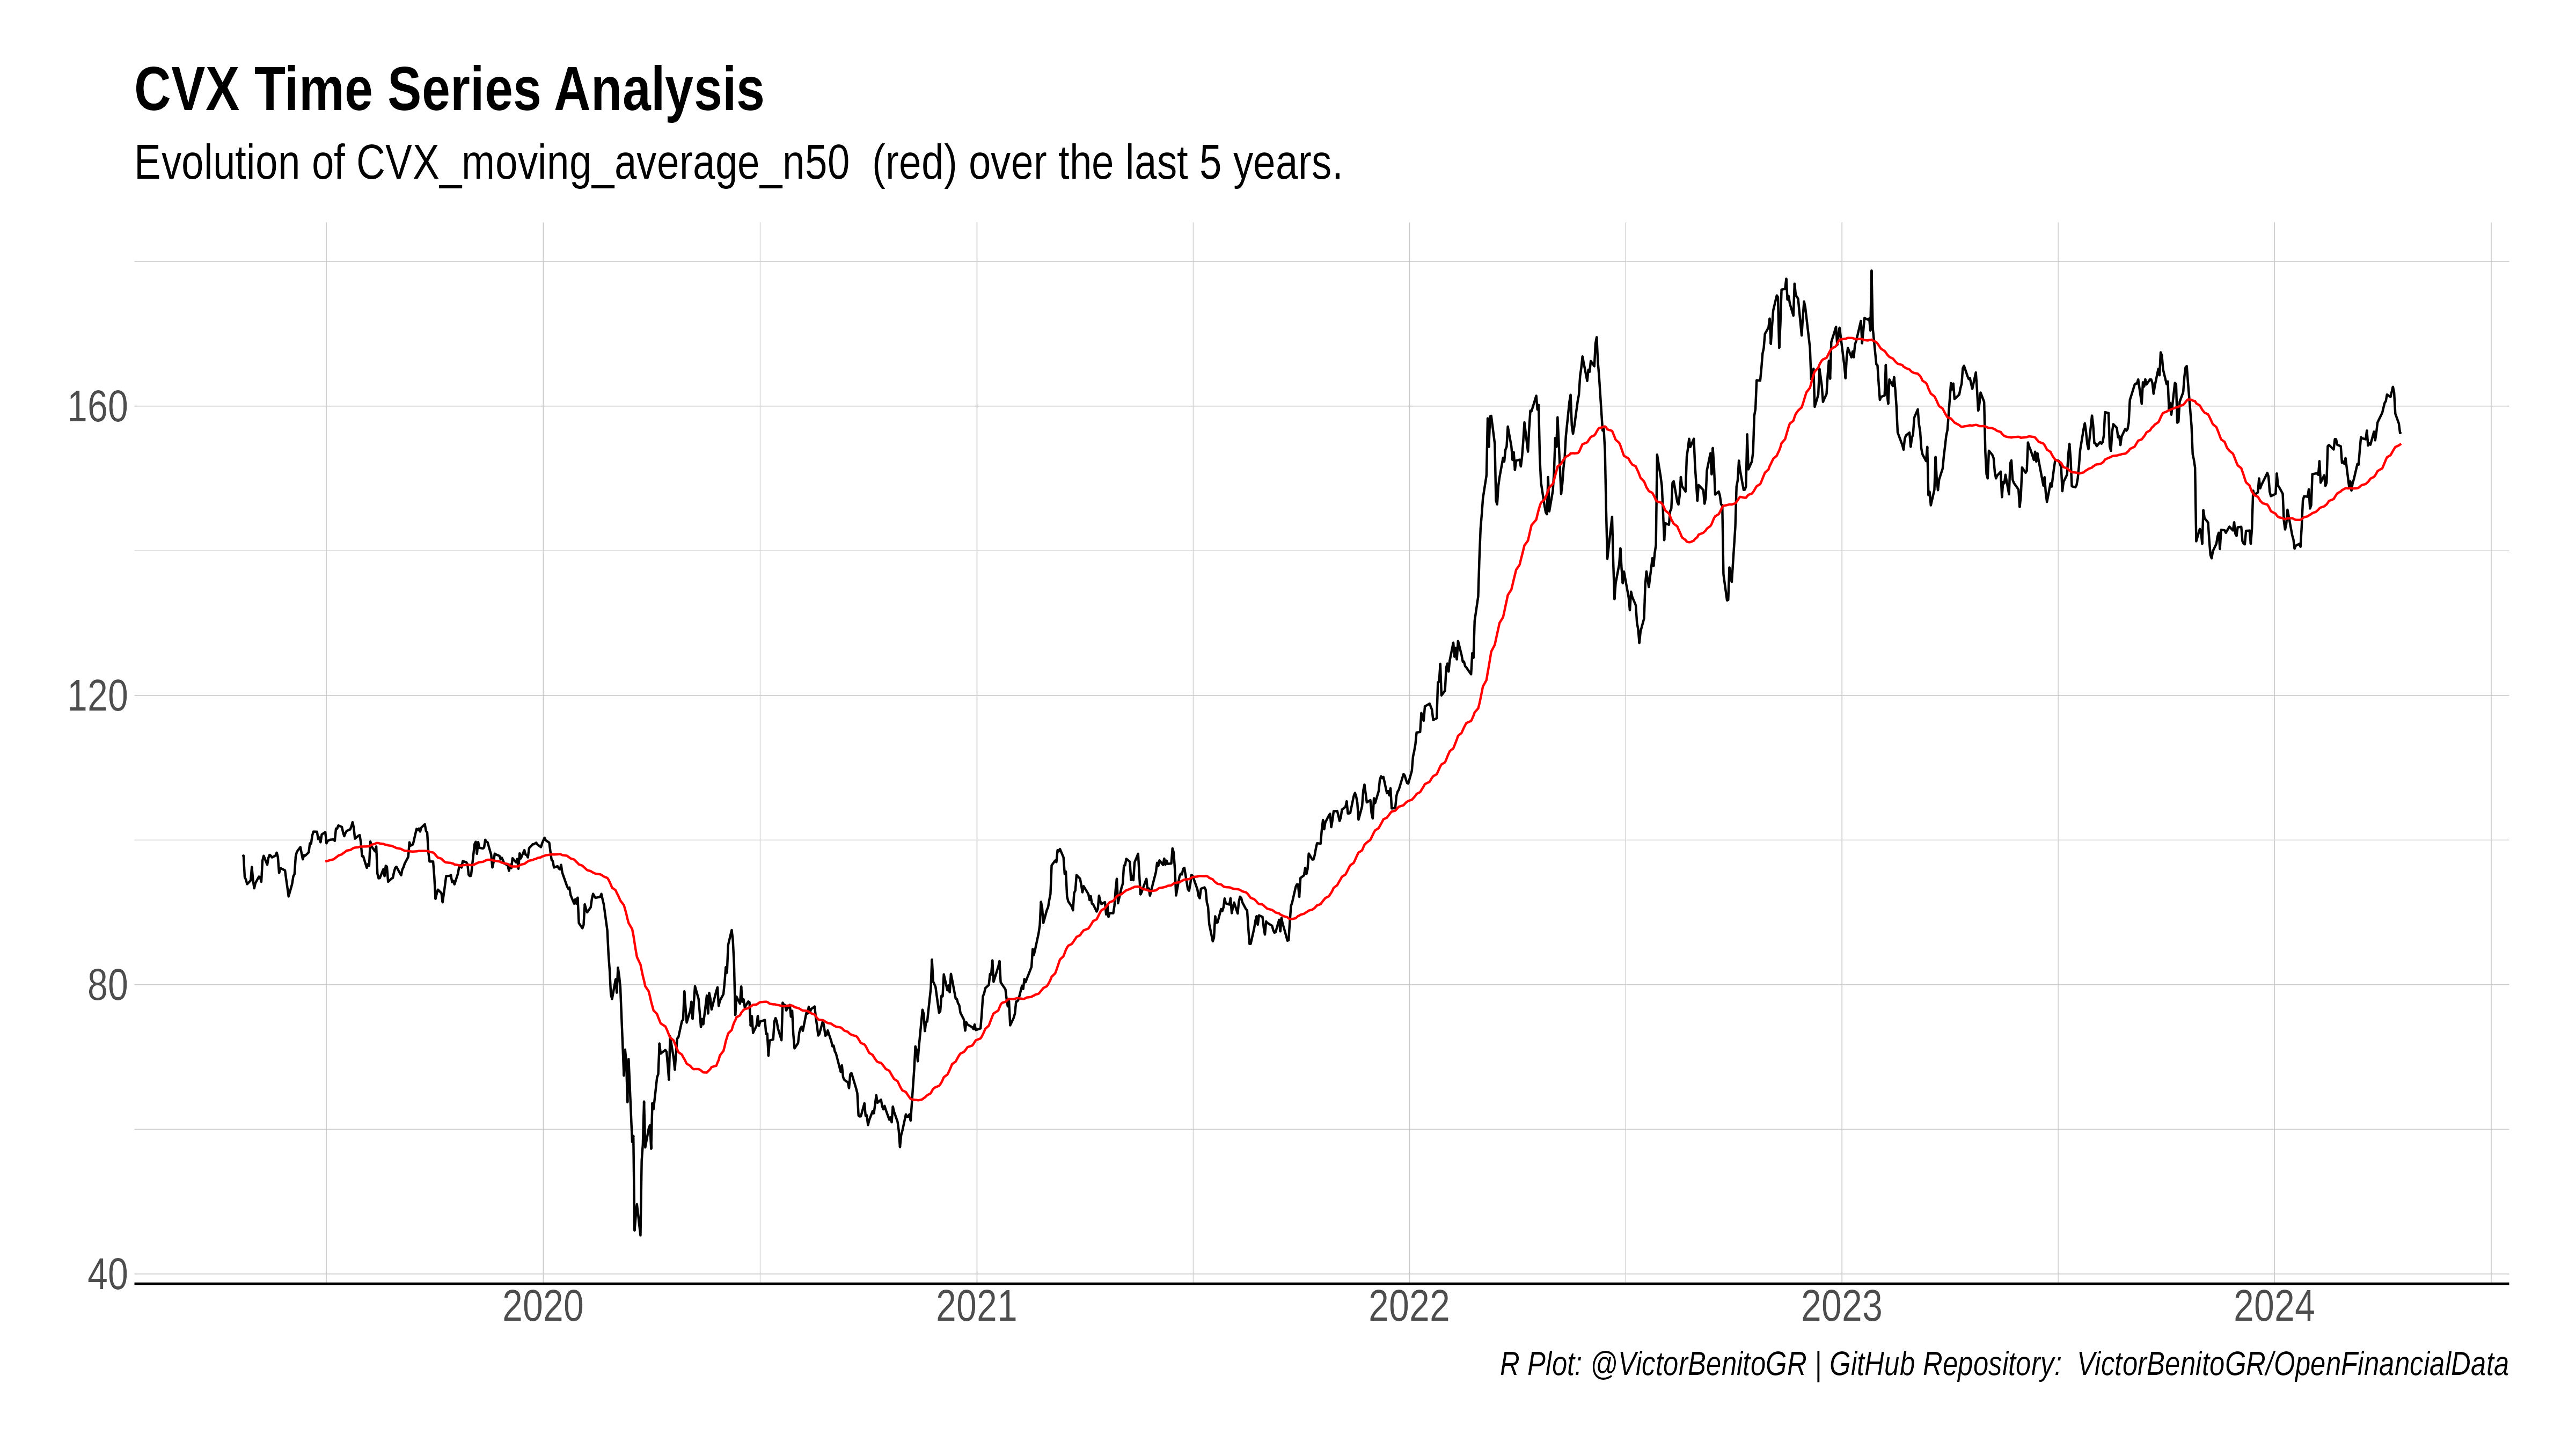 CVX Time Series Analysis
Evolution of CVX_moving_average_n50  (red) over the last 5 years.
160
120
80
40
2020 2021 2022 2023 2024
R Plot: @VictorBenitoGR | GitHub Repository:  VictorBenitoGR/OpenFinancialData